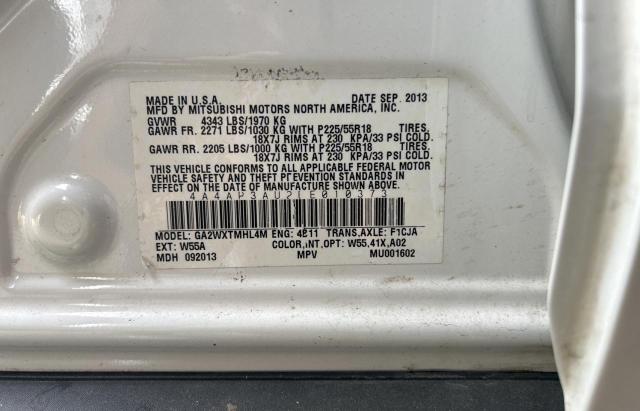 MADE IN U.S.A. DATE SEP. 2013
MFD BY MITSUBISHI MOTORS NORTH AMERICA, INC.
GVWR 4343 LBS/1970 KG
GAWR FR. 2271 LBS/1030 KG WITH P225/55R18 TIRES,
18X7J RIMS AT 230 KPA/33 PSI COLD.
GAWR RR. 2205 LBS/1000 KG WITH P225/55R18 TIRES,
18X7J RIMS AT 230 KPA/33 PSI COLD.
THIS VEHICLE CONFORMS TO ALL APPLICABLE FEDERAL MOTOR
VEHICLE SAFETY AND THEFT PREVENTION STANDARDS IN
EFFECT ON THE DATE OF MANUFACTURE SHOWN ABOVE.
4A4AP3AU2EE010373
MODEL: GA2WXTMHL4M ENG: 4B11 TRANS,AXLE: F1CJA
EXT: W55A COLOR,INT,OPT: W55,41X,A02
MDH 092013 MPV MU001602